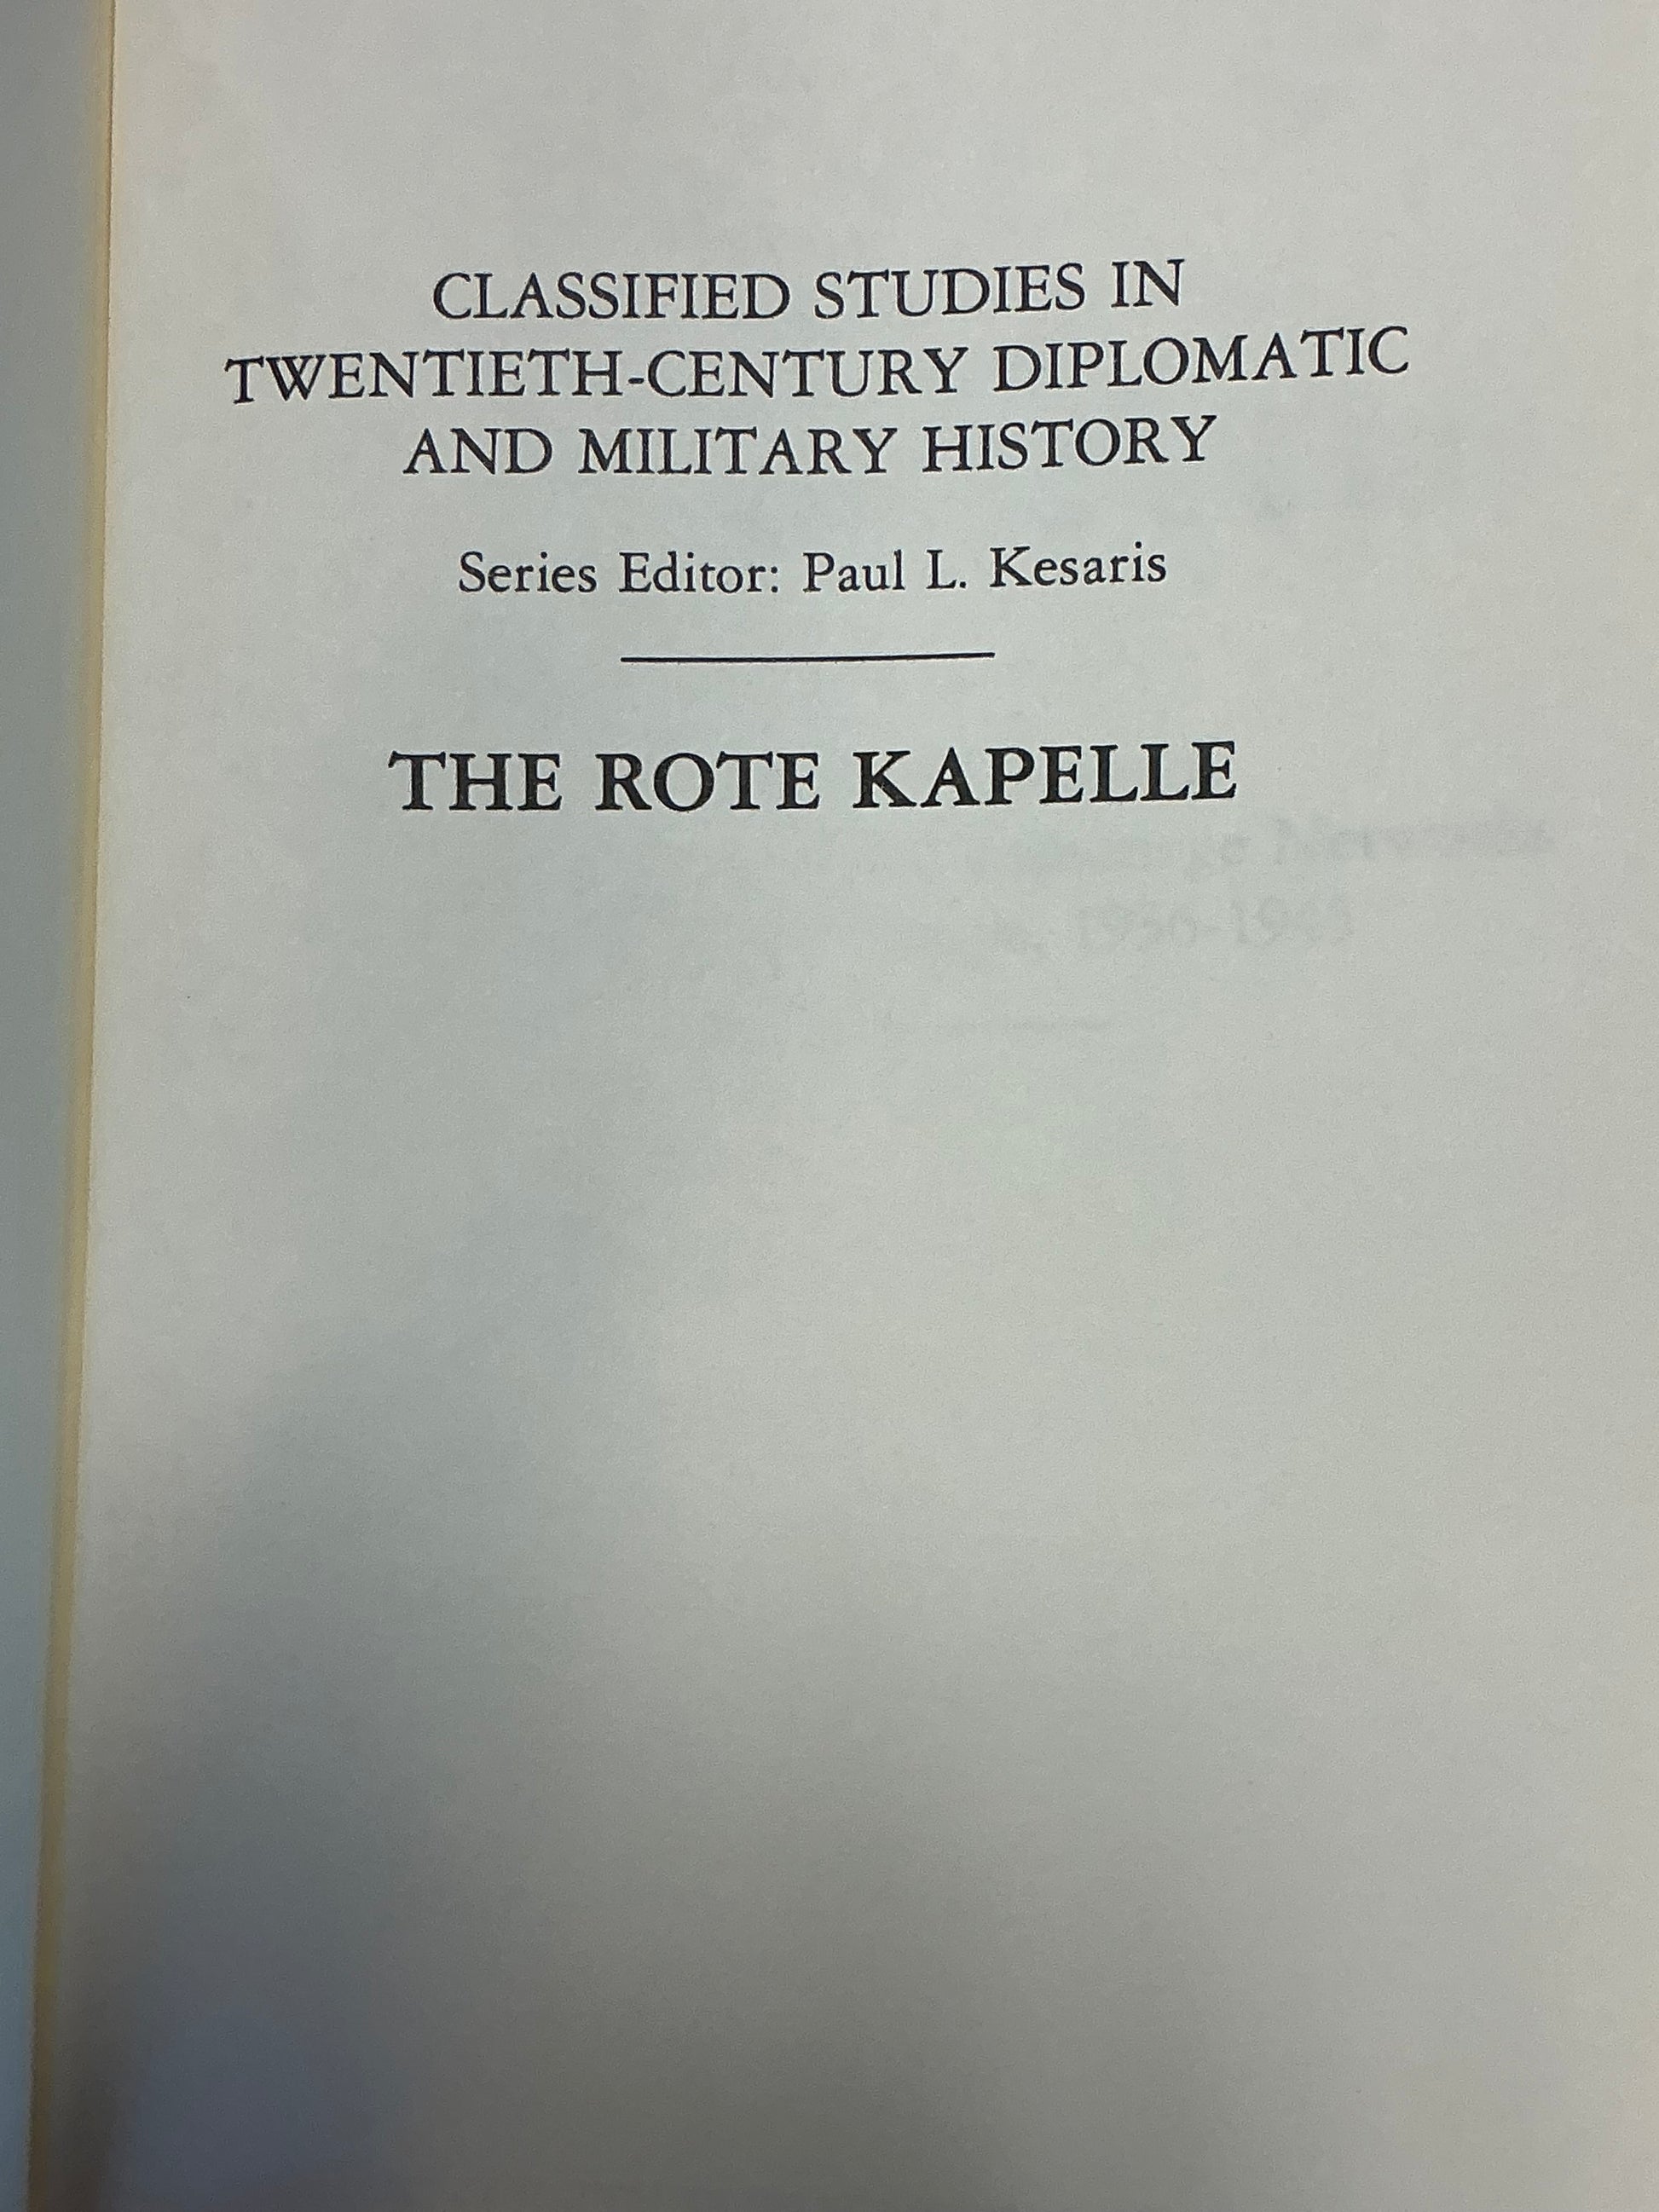 CLASSIFIED STUDIES IN
TWENTIETH-CENTURY DIPLOMATIC
AND MILITARY HISTORY
Series Editor: Paul L. Kesaris
THE ROTE KAPELLE